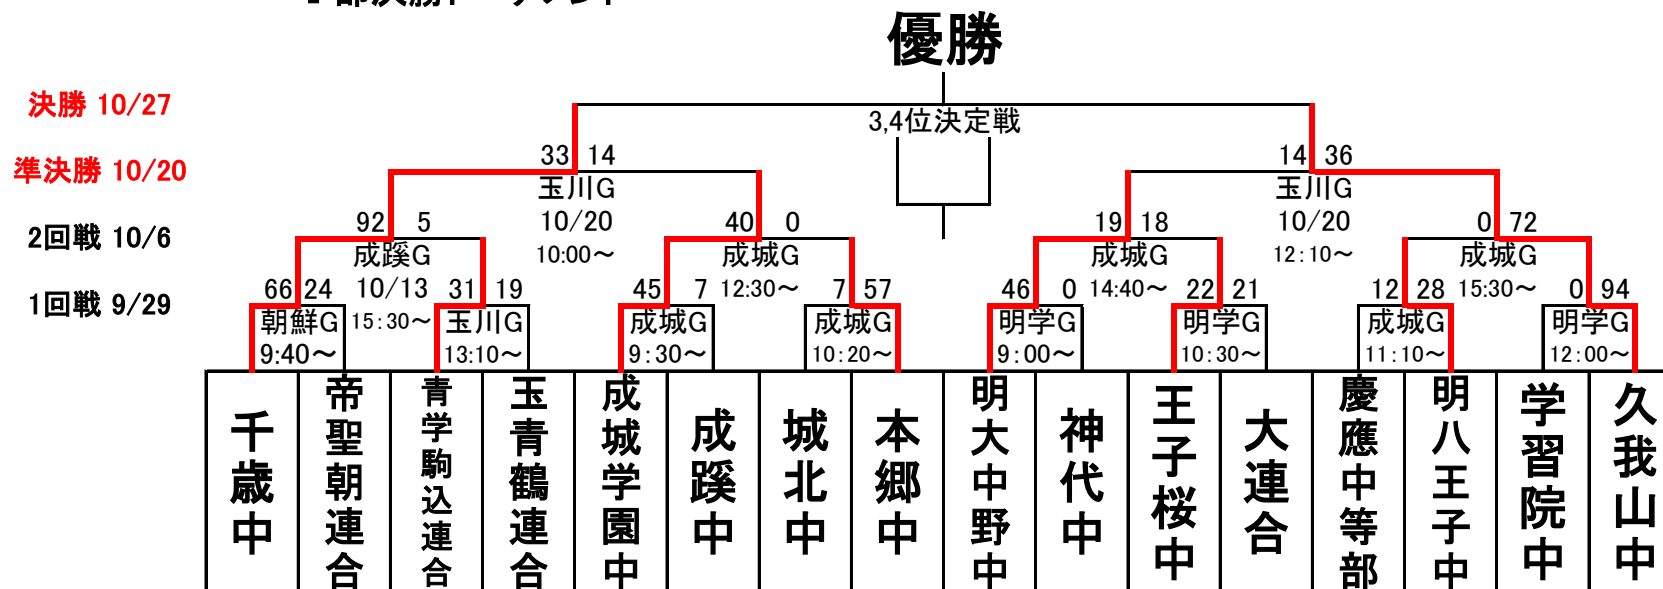 優勝
決勝 10/27
3,4位決定戦
準決勝 10/20
33 14
14 36
玉川G
10/20
10:00～
玉川G
10/20
12:10～
2回戦 10/6
92 5
40 0
19 18
0 72
成蹊G
10/13
15:30～
成城G
12:30～
成城G
14:40～
成城G
15:30～
1回戦 9/29
66 24
31 19
45 7
7 57
46 0
22 21
12 28
0 94
朝鮮G
9:40～
玉川G
13:10～
成城G
9:30～
成城G
10:20～
明学G
9:00～
明学G
10:30～
成城G
11:10～
明学G
12:00～
千歳中
帝聖朝連合
青学駒込連合
玉青鶴連合
成城学園中
成蹊中
城北中
本郷中
明大中野中
神代中
王子桜中
大連合
慶應中等部
明八王子中
学習院中
久我山中